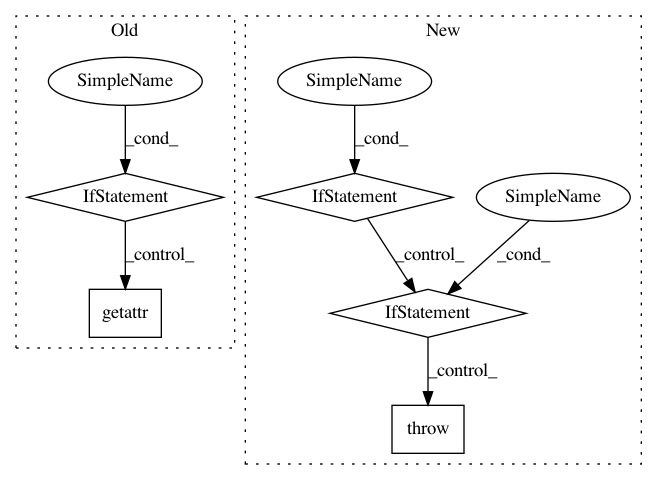 Old
SimpleName
_cond_
IfStatement
_control_
getattr
New
SimpleName
_cond_
IfStatement
SimpleName
_control_
_cond_
IfStatement
_control_
throw